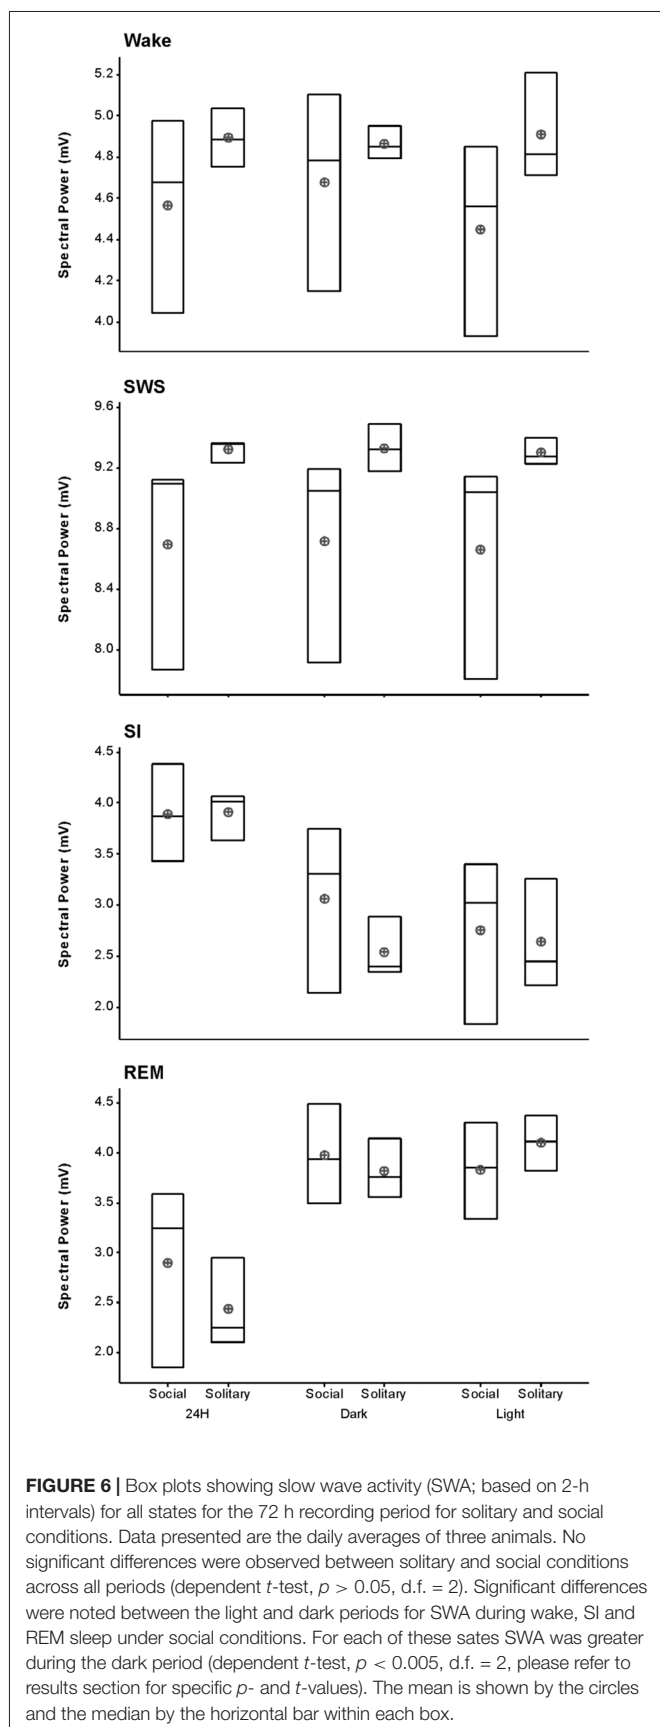 Wake
5.2
5.0
4.8
4.6
4.4
4.2
4.0
Spectral Power (mV)
SWS
9.6
9.2
8.8
8.4
8.0
Spectral Power (mV)
SI
4.5
4.0
3.5
3.0
2.5
2.0
Spectral Power (mV)
REM
4.5
4.0
3.5
3.0
2.5
2.0
Spectral Power (mV)
Social Solitary Social Solitary Social Solitary
24H Dark Light
FIGURE 6 | Box plots showing slow wave activity (SWA; based on 2-h
intervals) for all states for the 72 h recording period for solitary and social
conditions. Data presented are the daily averages of three animals. No
significant differences were observed between solitary and social conditions
across all periods (dependent t-test, p > 0.05, d.f. = 2). Significant differences
were noted between the light and dark periods for SWA during wake, SI and
REM sleep under social conditions. For each of these sates SWA was greater
during the dark period (dependent t-test, p < 0.005, d.f. = 2, please refer to
results section for specific p- and t-values). The mean is shown by the circles
and the median by the horizontal bar within each box.